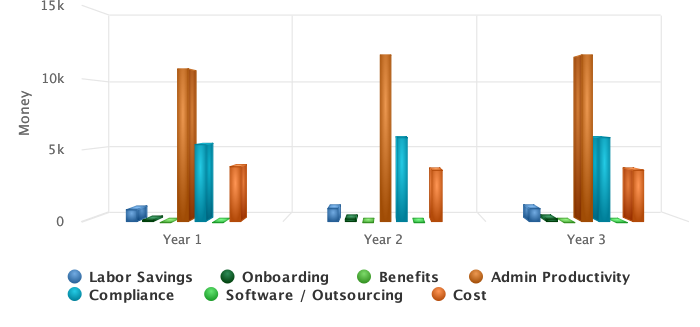 15k
10k
5k
0
Money
Year 1 Year 2 Year 3
Labor Savings Onboarding Benefits Admin Productivity
Compliance Software / Outsourcing Cost